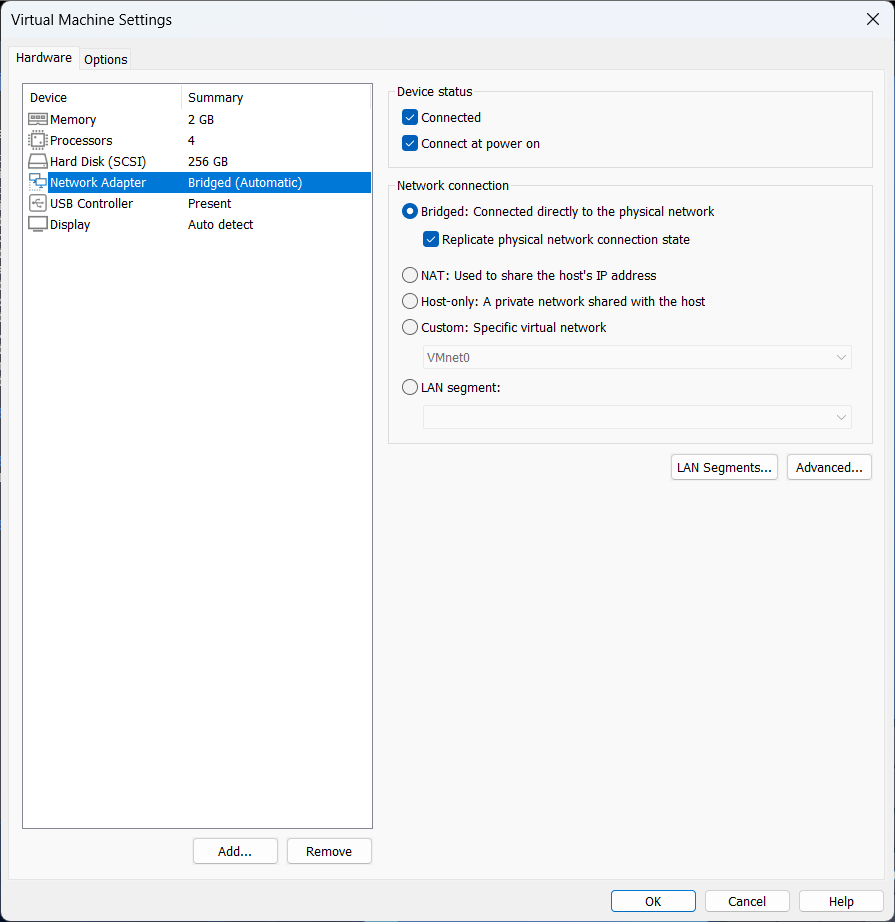 Virtual Machine Settings
Hardware
Options
Device Summary
Memory 2 GB
Processors 4
Hard Disk (SCSI) 256 GB
Network Adapter Bridged (Automatic)
USB Controller Present
Display Auto detect
Add...
Remove
Device status
Connected
Connect at power on
Network connection
Bridged: Connected directly to the physical network
Replicate physical network connection state
NAT: Used to share the host's IP address
Host-only: A private network shared with the host
Custom: Specific virtual network
VMnet0
LAN segment:
LAN Segments...
Advanced...
OK
Cancel
Help